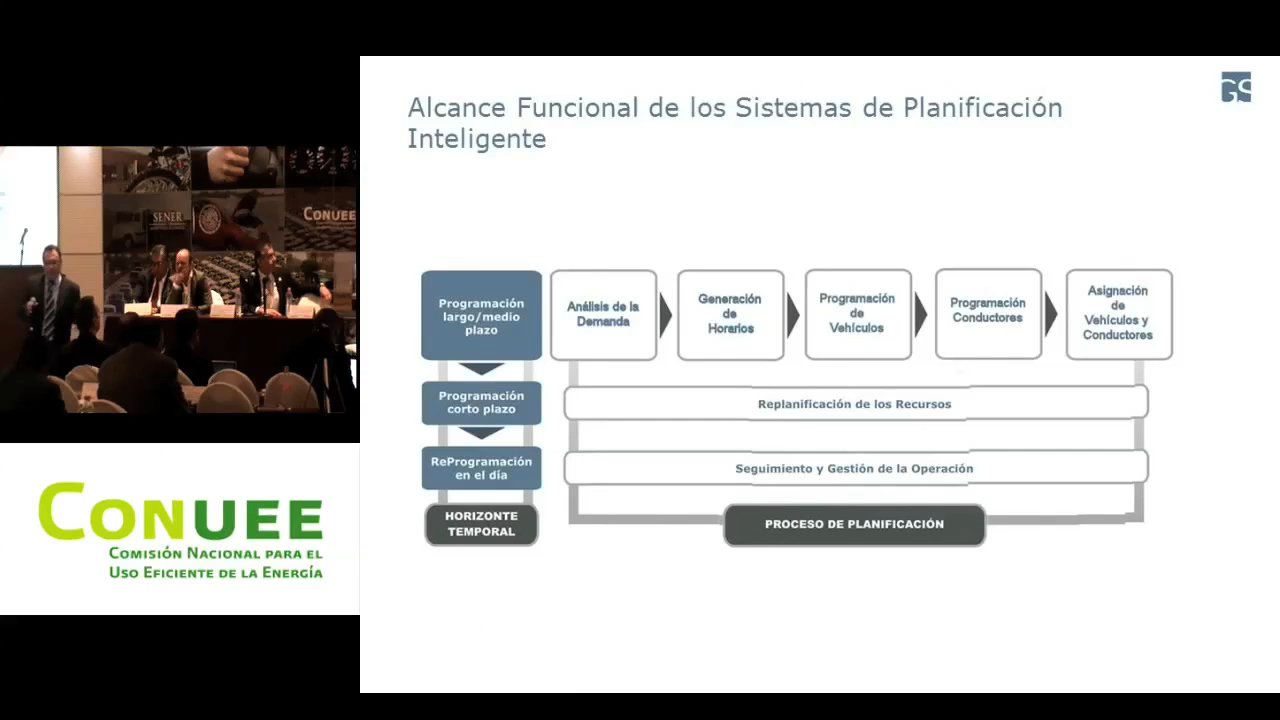 Alcance Funcional de los Sistemas de Planificación
Inteligente
GS
SENER
CONUEE
Programación
largo/medio
plazo
Análisis de la
Demanda
Generación
de
Horarios
Programación
de
Vehículos
Programación
Conductores
Asignación
de
Vehículos y
Conductores
Programación
corto plazo
Replanificación de los Recursos
ReProgramación
en el día
Seguimiento y Gestión de la Operación
HORIZONTE
TEMPORAL
PROCESO DE PLANIFICACIÓN
CONUEE
COMISIÓN NACIONAL PARA EL
USO EFICIENTE DE LA ENERGÍA